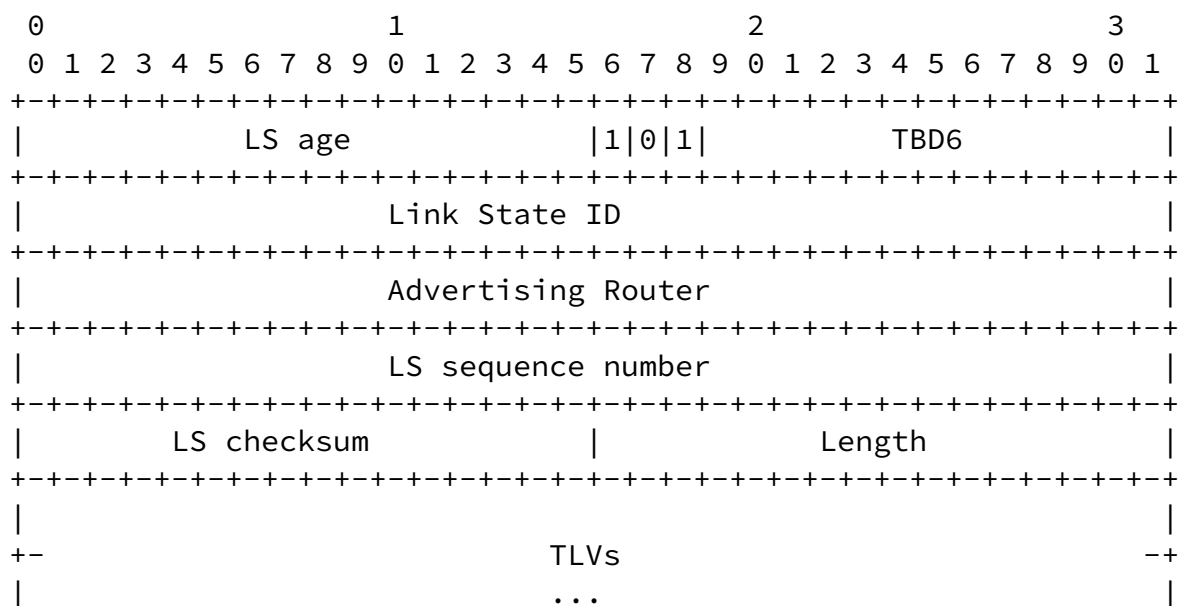 0                   1                   2                   3
 0 1 2 3 4 5 6 7 8 9 0 1 2 3 4 5 6 7 8 9 0 1 2 3 4 5 6 7 8 9 0 1
+-+-+-+-+-+-+-+-+-+-+-+-+-+-+-+-+-+-+-+-+-+-+-+-+-+-+-+-+-+-+-+-+
|            LS age             |1|0|1|          TBD6           |
+-+-+-+-+-+-+-+-+-+-+-+-+-+-+-+-+-+-+-+-+-+-+-+-+-+-+-+-+-+-+-+-+
|                    Link State ID                              |
+-+-+-+-+-+-+-+-+-+-+-+-+-+-+-+-+-+-+-+-+-+-+-+-+-+-+-+-+-+-+-+-+
|                    Advertising Router                         |
+-+-+-+-+-+-+-+-+-+-+-+-+-+-+-+-+-+-+-+-+-+-+-+-+-+-+-+-+-+-+-+-+
|                    LS sequence number                         |
+-+-+-+-+-+-+-+-+-+-+-+-+-+-+-+-+-+-+-+-+-+-+-+-+-+-+-+-+-+-+-+-+
|        LS checksum            |            Length             |
+-+-+-+-+-+-+-+-+-+-+-+-+-+-+-+-+-+-+-+-+-+-+-+-+-+-+-+-+-+-+-+-+
|                                                               |
+-                            TLVs                             -+
|                             ...                               |